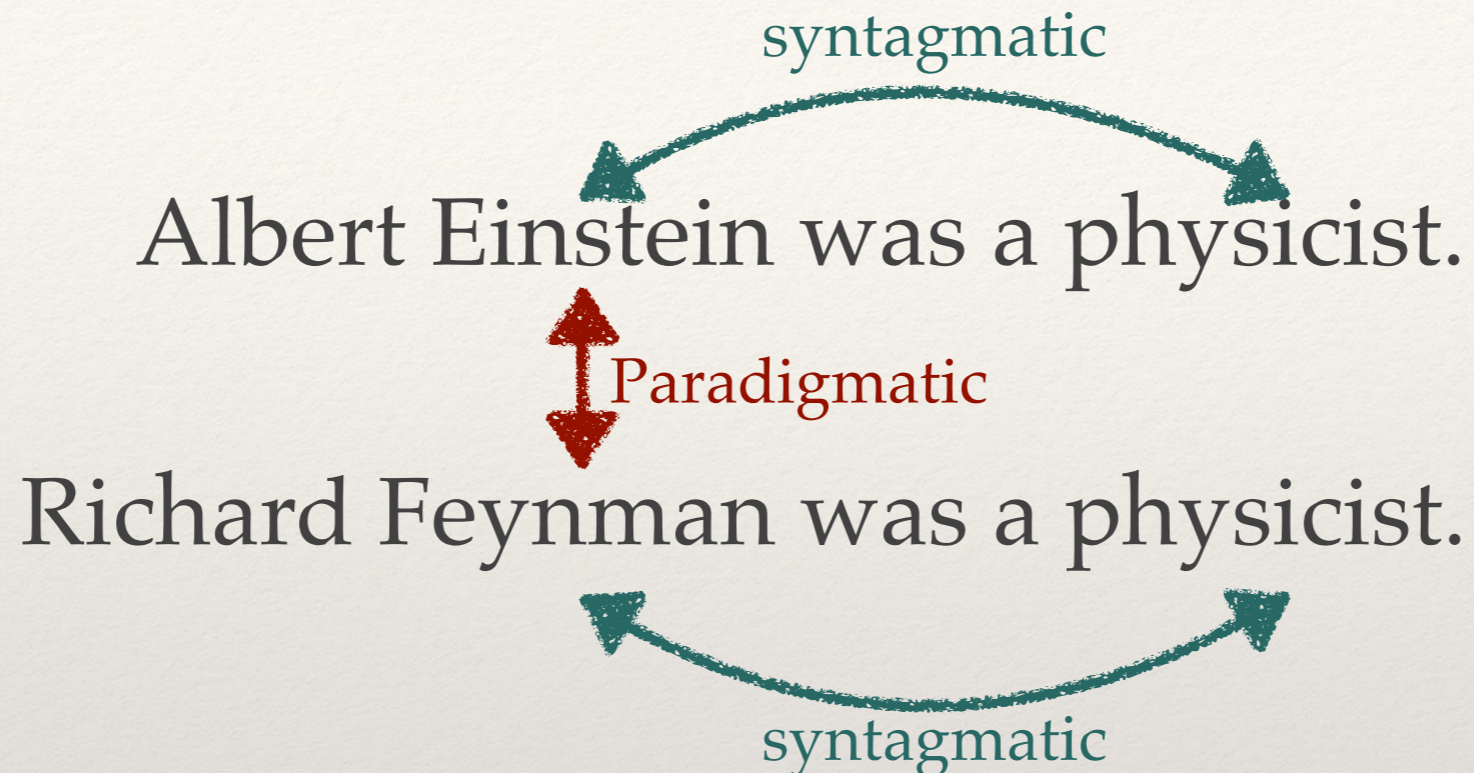 syntagmatic
Albert Einstein was a physicist.
Paradigmatic
Richard Feynman was a physicist.
syntagmatic